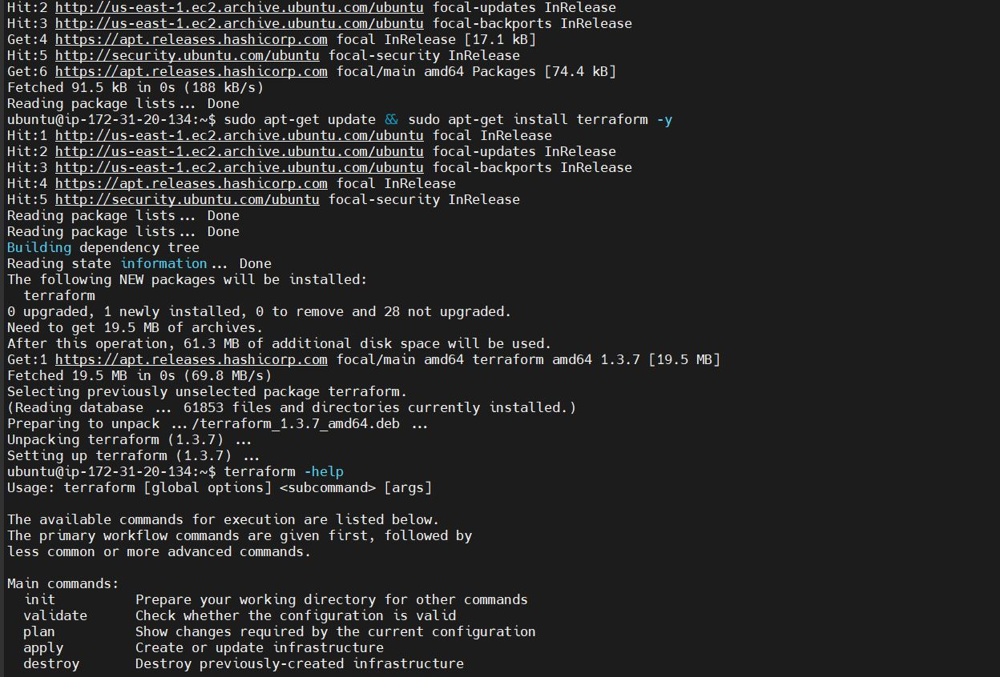 Hit:2 http://us-east-1.ec2.archive.ubuntu.com/ubuntu focal-updates InRelease
Hit:3 http://us-east-1.ec2.archive.ubuntu.com/ubuntu focal-backports InRelease
Get:4 https://apt.releases.hashicorp.com focal InRelease [17.1 kB]
Hit:5 http://security.ubuntu.com/ubuntu focal-security InRelease
Get:6 https://apt.releases.hashicorp.com focal/main amd64 Packages [74.4 kB]
Fetched 91.5 kB in 0s (188 kB/s)
Reading package lists... Done
ubuntu@ip-172-31-20-134:~$ sudo apt-get update && sudo apt-get install terraform -y
Hit:1 http://us-east-1.ec2.archive.ubuntu.com/ubuntu focal InRelease
Hit:2 http://us-east-1.ec2.archive.ubuntu.com/ubuntu focal-updates InRelease
Hit:3 http://us-east-1.ec2.archive.ubuntu.com/ubuntu focal-backports InRelease
Hit:4 https://apt.releases.hashicorp.com focal InRelease
Hit:5 http://security.ubuntu.com/ubuntu focal-security InRelease
Reading package lists... Done
Reading package lists... Done
Building dependency tree
Reading state information... Done
The following NEW packages will be installed:
  terraform
0 upgraded, 1 newly installed, 0 to remove and 28 not upgraded.
Need to get 19.5 MB of archives.
After this operation, 61.3 MB of additional disk space will be used.
Get:1 https://apt.releases.hashicorp.com focal/main amd64 terraform amd64 1.3.7 [19.5 MB]
Fetched 19.5 MB in 0s (69.8 MB/s)
Selecting previously unselected package terraform.
(Reading database ... 61853 files and directories currently installed.)
Preparing to unpack .../terraform_1.3.7_amd64.deb ...
Unpacking terraform (1.3.7) ...
Setting up terraform (1.3.7) ...
ubuntu@ip-172-31-20-134:~$ terraform -help
Usage: terraform [global options] <subcommand> [args]

The available commands for execution are listed below.
The primary workflow commands are given first, followed by
less common or more advanced commands.

Main commands:
  init          Prepare your working directory for other commands
  validate      Check whether the configuration is valid
  plan          Show changes required by the current configuration
  apply         Create or update infrastructure
  destroy       Destroy previously-created infrastructure